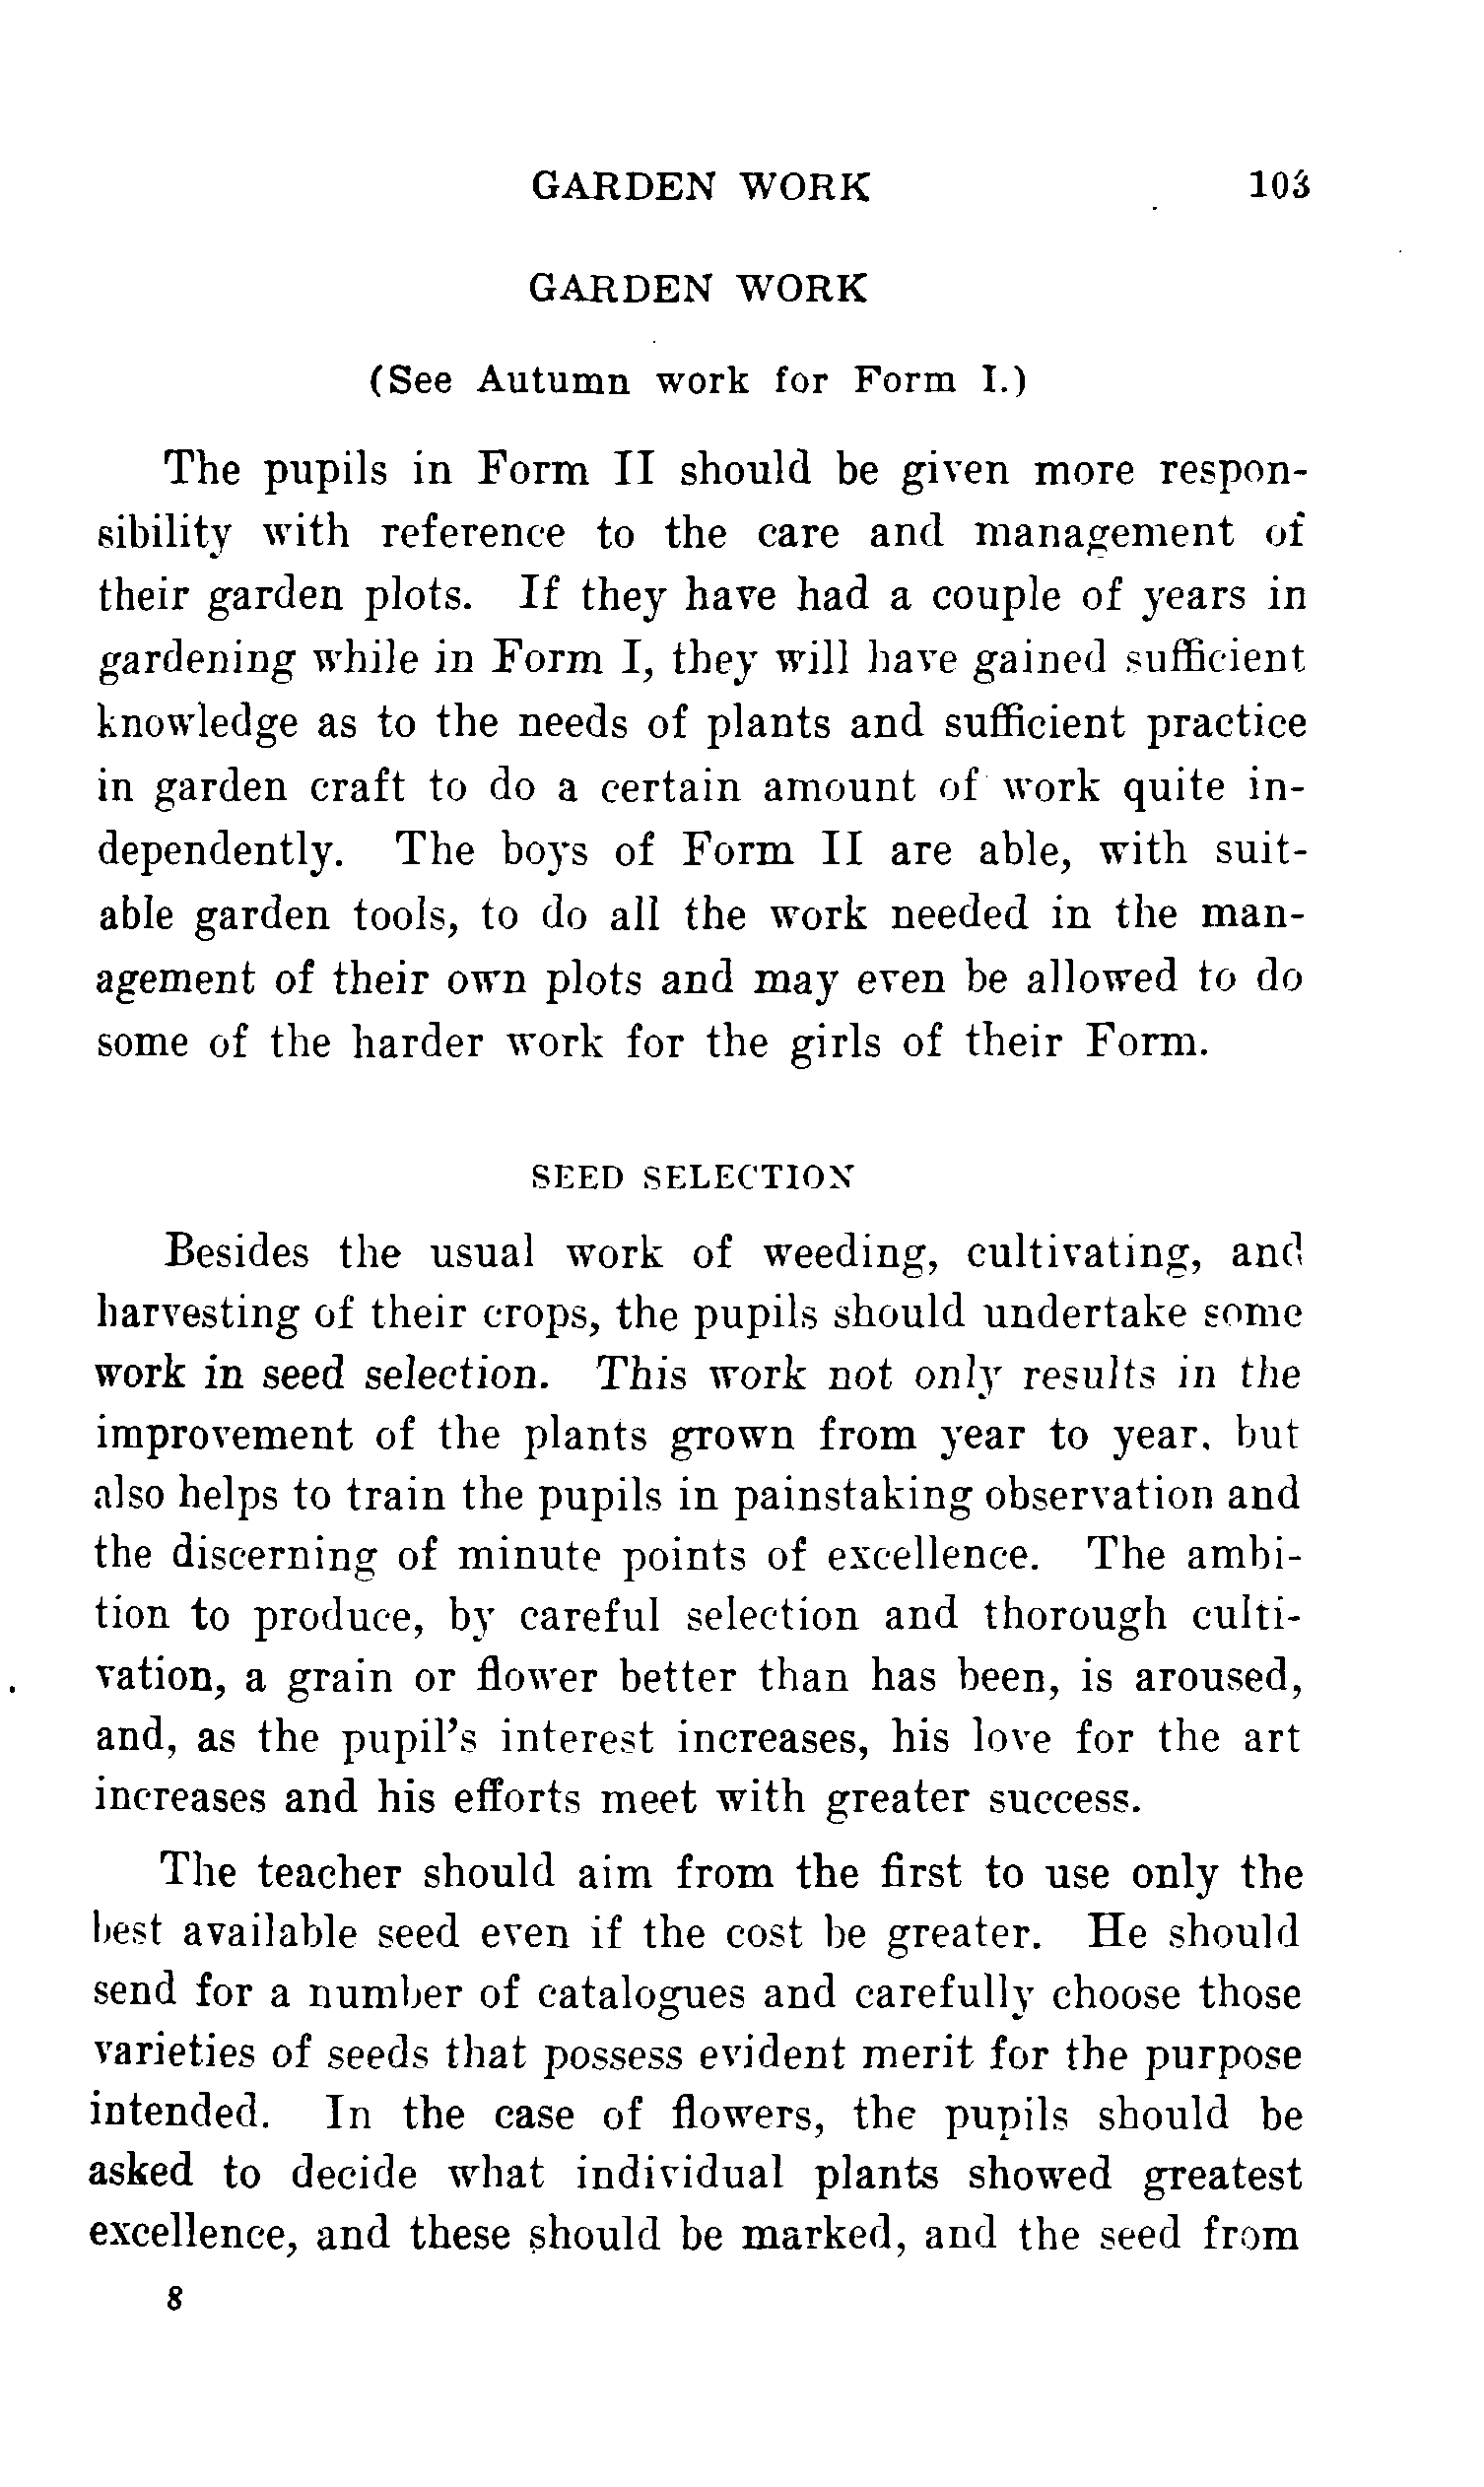 GARDEN WORK 103
GARDEN WORK
(See Autumn work for Form I.)
The pupils in Form II should be given more respon-
sibility with reference to the care and management of
their garden plots. If they have had a couple of years in
gardening while in Form I, they will have gained sufficient
knowledge as to the needs of plants and sufficient practice
in garden craft to do a certain amount of work quite in-
dependently. The boys of Form II are able, with suit-
able garden tools, to do all the work needed in the man-
agement of their own plots and may even be allowed to do
some of the harder work for the girls of their Form.
SEED SELECTION
Besides the usual work of weeding, cultivating, and
harvesting of their crops, the pupils should undertake some
work in seed selection. This work not only results in the
improvement of the plants grown from year to year, but
also helps to train the pupils in painstaking observation and
the discerning of minute points of excellence. The ambi-
tion to produce, by careful selection and thorough culti-
vation, a grain or flower better than has been, is aroused,
and, as the pupil's interest increases, his love for the art
increases and his efforts meet with greater success.
The teacher should aim from the first to use only the
best available seed even if the cost be greater. He should
send for a number of catalogues and carefully choose those
varieties of seeds that possess evident merit for the purpose
intended. In the case of flowers, the pupils should be
asked to decide what individual plants showed greatest
excellence, and these should be marked, and the seed from
8